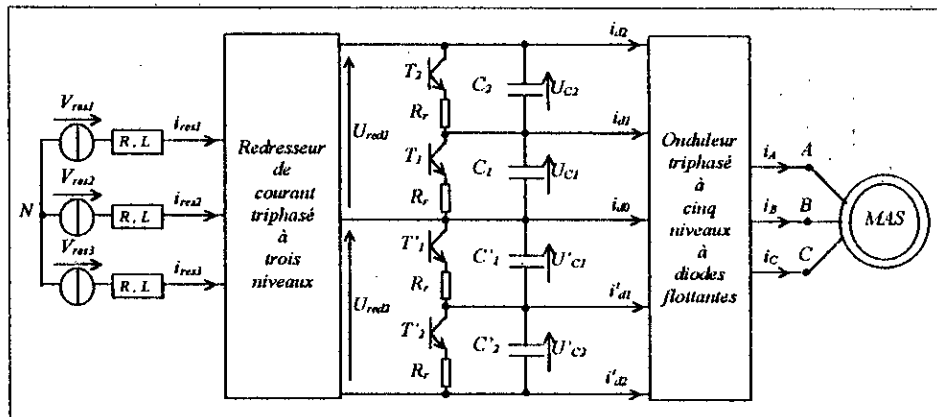 V_res1
R, L
i_res1
V_res2
N
R, L
i_res2
V_res3
R, L
i_res3
Redresseur
de
courant
triphasé
à
trois
niveaux
U_red1
U_red2
T_2
R_r
T_1
R_r
T'_1
R_r
T'_2
R_r
C_2
U_C2
C_1
U_C1
C'_1
U'_C1
C'_2
U'_C2
i_d2
i_d1
i_d0
i'_d1
i'_d2
Onduleur
triphasé
à
cinq
niveaux
à
diodes
flottantes
i_A
A
i_B
B
i_C
C
MAS